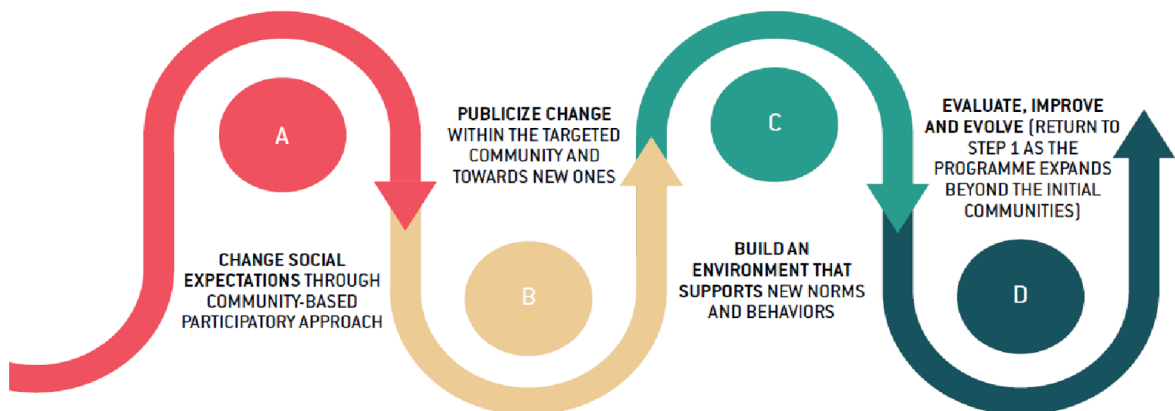 A
CHANGE SOCIAL
EXPECTATIONS THROUGH
COMMUNITY-BASED
PARTICIPATORY APPROACH
PUBLICIZE CHANGE
WITHIN THE TARGETED
COMMUNITY AND
TOWARDS NEW ONES
B
C
BUILD AN
ENVIRONMENT THAT
SUPPORTS NEW NORMS
AND BEHAVIORS
EVALUATE, IMPROVE
AND EVOLVE (RETURN TO
STEP 1 AS THE
PROGRAMME EXPANDS
BEYOND THE INITIAL
COMMUNITIES)
D